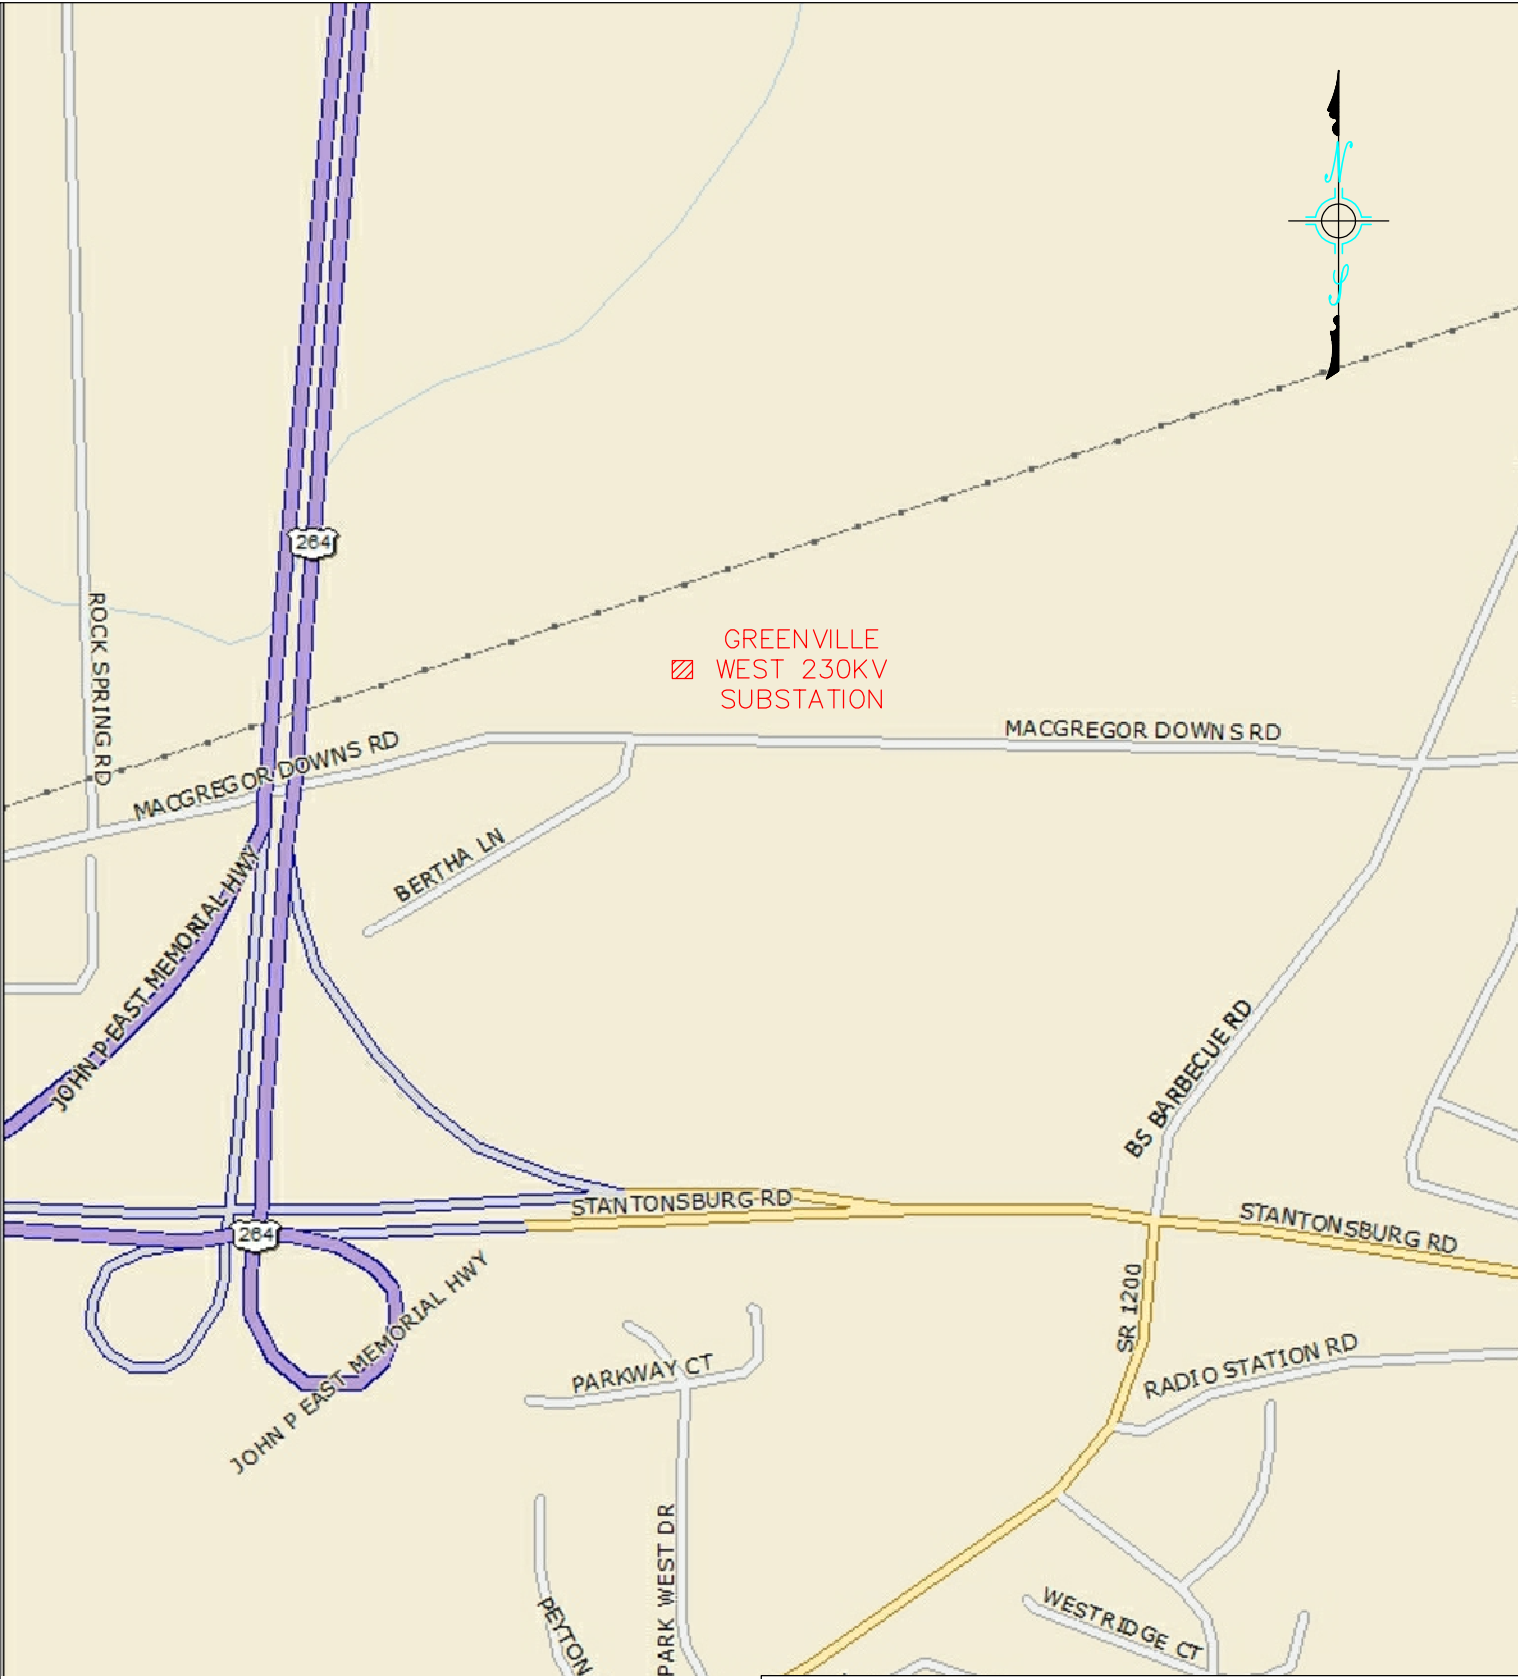 N
S
264
ROCK SPRING RD
GREENVILLE
WEST 230KV
SUBSTATION
MACGREGOR DOWNS RD
MACGREGOR DOWNS RD
BERTHA LN
JOHN P EAST MEMORIAL HWY
BS BARBECUE RD
STANTONSBURG RD
STANTONSBURG RD
264
JOHN P EAST MEMORIAL HWY
SR 1200
RADIO STATION RD
PARKWAY CT
PARK WEST DR
PEYTON
WESTRIDGE CT